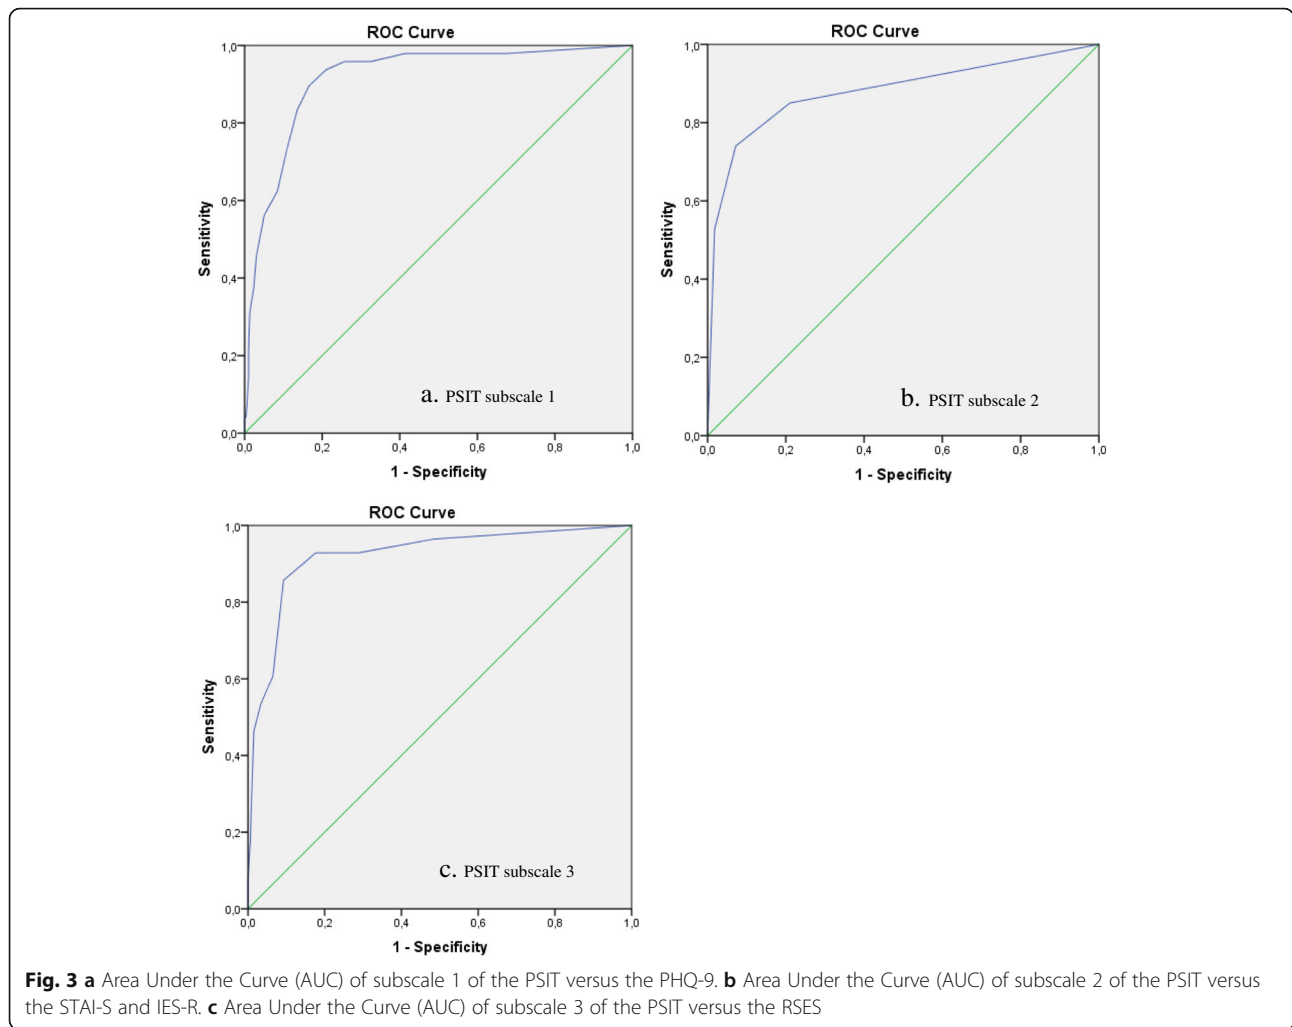 ROC Curve
1,0
0,8
0,6
0,4
0,2
0,0
Sensitivity
0,0 0,2 0,4 0,6 0,8 1,0
1 - Specificity
a. PSIT subscale 1
ROC Curve
1,0
0,8
0,6
0,4
0,2
0,0
Sensitivity
0,0 0,2 0,4 0,6 0,8 1,0
1 - Specificity
b. PSIT subscale 2
ROC Curve
1,0
0,8
0,6
0,4
0,2
0,0
Sensitivity
0,0 0,2 0,4 0,6 0,8 1,0
1 - Specificity
c. PSIT subscale 3
Fig. 3 a Area Under the Curve (AUC) of subscale 1 of the PSIT versus the PHQ-9. b Area Under the Curve (AUC) of subscale 2 of the PSIT versus
the STAI-S and IES-R. c Area Under the Curve (AUC) of subscale 3 of the PSIT versus the RSES